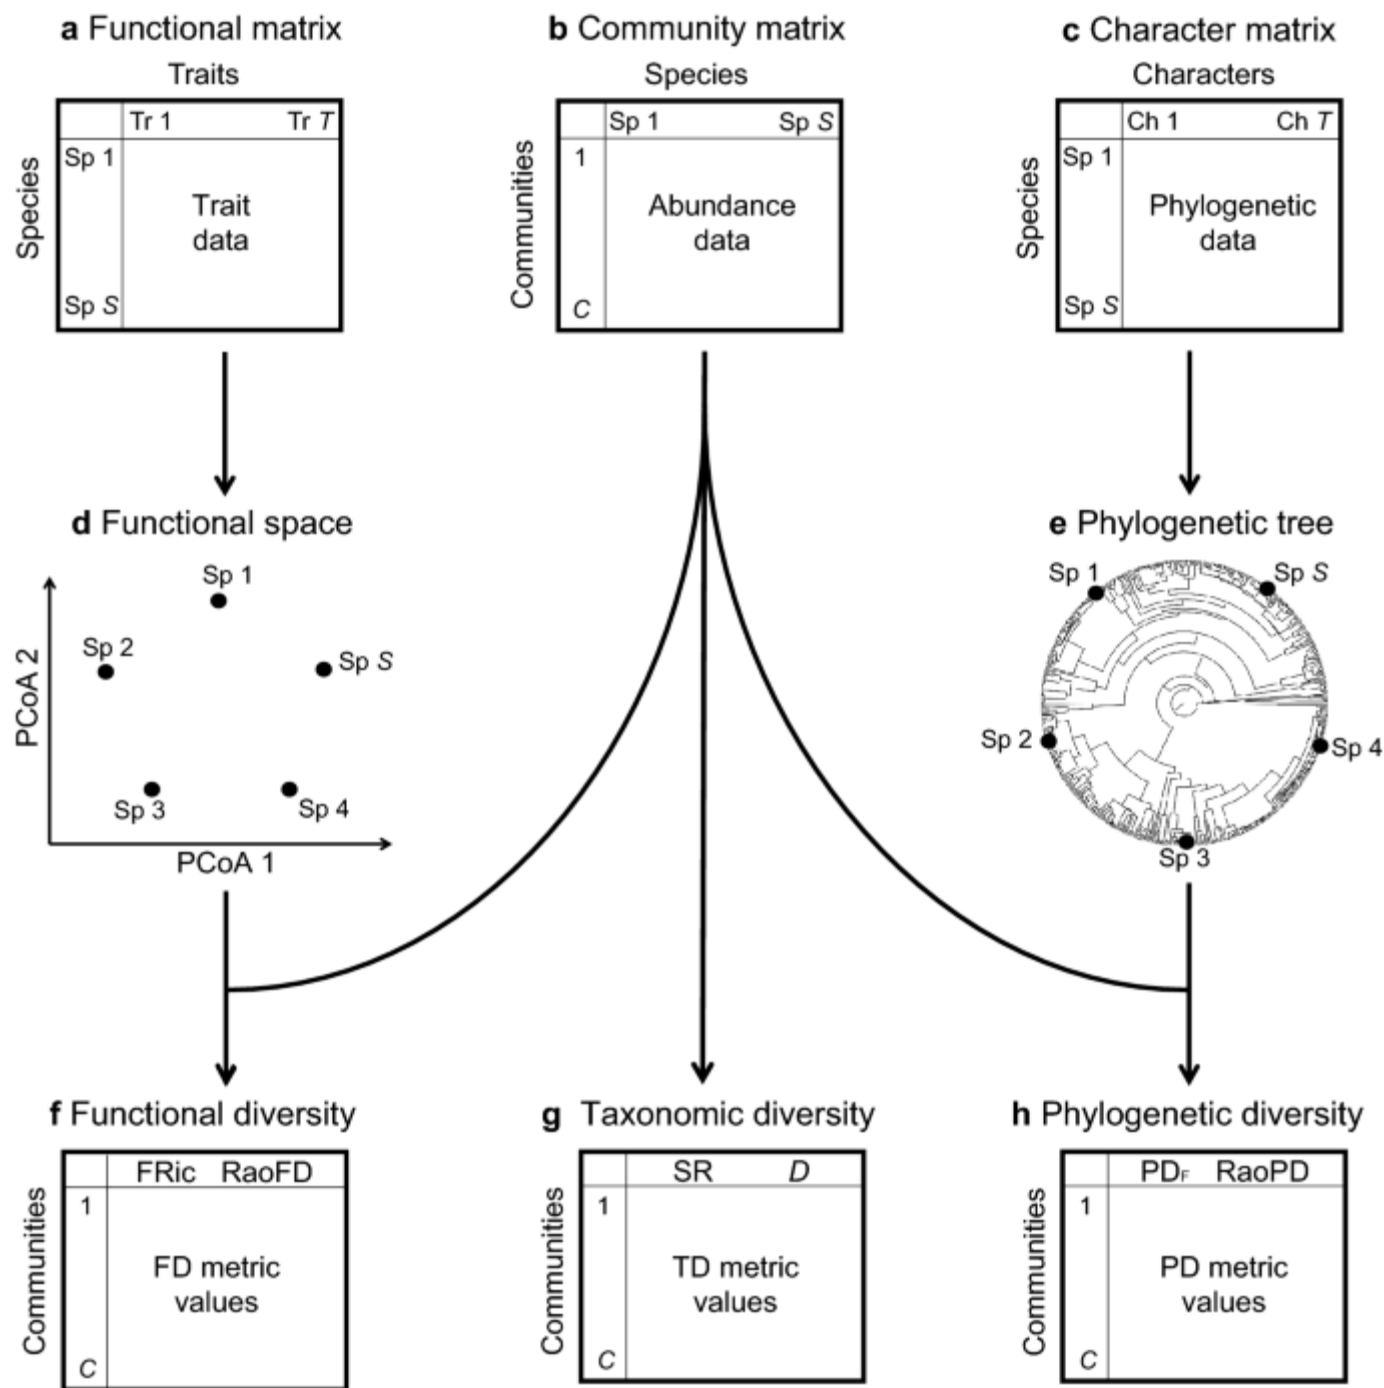 a Functional matrix
Traits
Tr 1 Tr T
Species
Sp 1
Trait
data
Sp S
b Community matrix
Species
Sp 1 Sp S
Communities
1
Abundance
data
C
c Character matrix
Characters
Ch 1 Ch T
Species
Sp 1
Phylogenetic
data
Sp S
d Functional space
Sp 1
Sp 2
Sp S
PCoA 2
Sp 3
Sp 4
PCoA 1
e Phylogenetic tree
Sp 1
Sp S
Sp 2
Sp 4
Sp 3
f Functional diversity
FRic RaoFD
Communities
1
FD metric
values
C
g Taxonomic diversity
SR D
Communities
1
TD metric
values
C
h Phylogenetic diversity
PDF RaoPD
Communities
1
PD metric
values
C